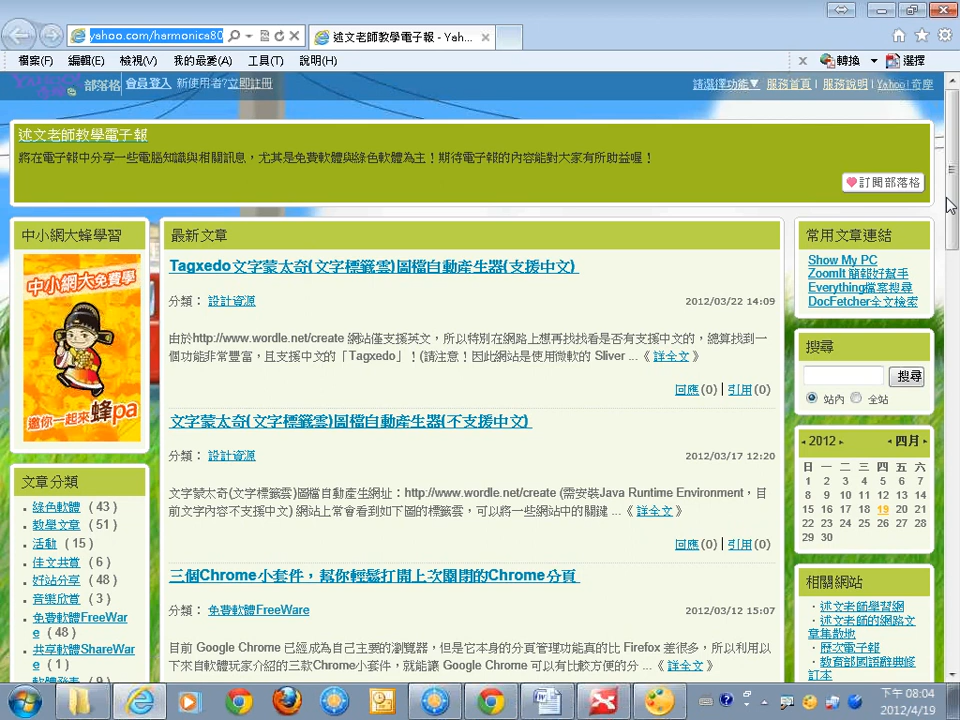 yahoo.com/harmonica80
述文老師教學電子報 - Yah...
檔案(F) 編輯(E) 檢視(V) 我的最愛(A) 工具(T) 說明(H)
x 轉換 選擇
YAHOO! 奇摩 部落格 | 會員登入 新使用者?立即註冊
請選擇功能▼ 服務首頁 | 服務說明 | Yahoo!奇摩
述文老師教學電子報
將在電子報中分享一些電腦知識與相關訊息,尤其是免費軟體與綠色軟體為主!期待電子報的內容能對大家有所助益喔!
訂閱部落格
中小網大蜂學習
中小網大免費學
邀你一起來蜂pa
文章分類
綠色軟體 ( 43 )
教學文章 ( 51 )
活動 ( 15 )
佳文共賞 ( 6 )
好站分享 ( 48 )
音樂欣賞 ( 3 )
免費軟體FreeWar
e ( 48 )
共享軟體ShareWar
e ( 1 )
軟體發表 ( 9 )
最新文章
Tagxedo文字蒙太奇(文字標籤雲)圖檔自動產生器(支援中文)
分類: 設計資源 2012/03/22 14:09
由於http://www.wordle.net/create 網站僅支援英文,所以特別在網路上想再找找看是否有支援中文的,總算找到一
個功能非常豐富,且支援中文的「Tagxedo」!(請注意!因此網站是使用微軟的 Sliver ...《 詳全文 》
回應(0) | 引用(0)
文字蒙太奇(文字標籤雲)圖檔自動產生器(不支援中文)
分類: 設計資源 2012/03/17 12:20
文字蒙太奇(文字標籤雲)圖檔自動產生網址:http://www.wordle.net/create (需安裝Java Runtime Environment,目
前文字內容不支援中文) 網站上常會看到如下圖的標籤雲,可以將一些網站中的關鍵 ...《 詳全文 》
回應(0) | 引用(0)
三個Chrome小套件,幫你輕鬆打開上次關閉的Chrome分頁
分類: 免費軟體FreeWare 2012/03/12 15:07
目前 Google Chrome 已經成為自己主要的瀏覽器,但是它本身的分頁管理功能真的比 Firefox 差很多,所以利用以
下來自軟體玩家介紹的三款Chrome小套件,就能讓 Google Chrome 可以有比較方便的分 ...《 詳全文 》
常用文章連結
Show My PC
ZoomIt 簡報好幫手
Everything檔案搜尋
DocFetcher全文檢索
搜尋
搜尋
站內 全站
2012 四月
日 一 二 三 四 五 六
1 2 3 4 5 6 7
8 9 10 11 12 13 14
15 16 17 18 19 20 21
22 23 24 25 26 27 28
29 30
相關網站
述文老師學習網
述文老師的網路文
章集散地
歷次電子報
教育部國語辭典修
訂本
下午 08:04
2012/4/19